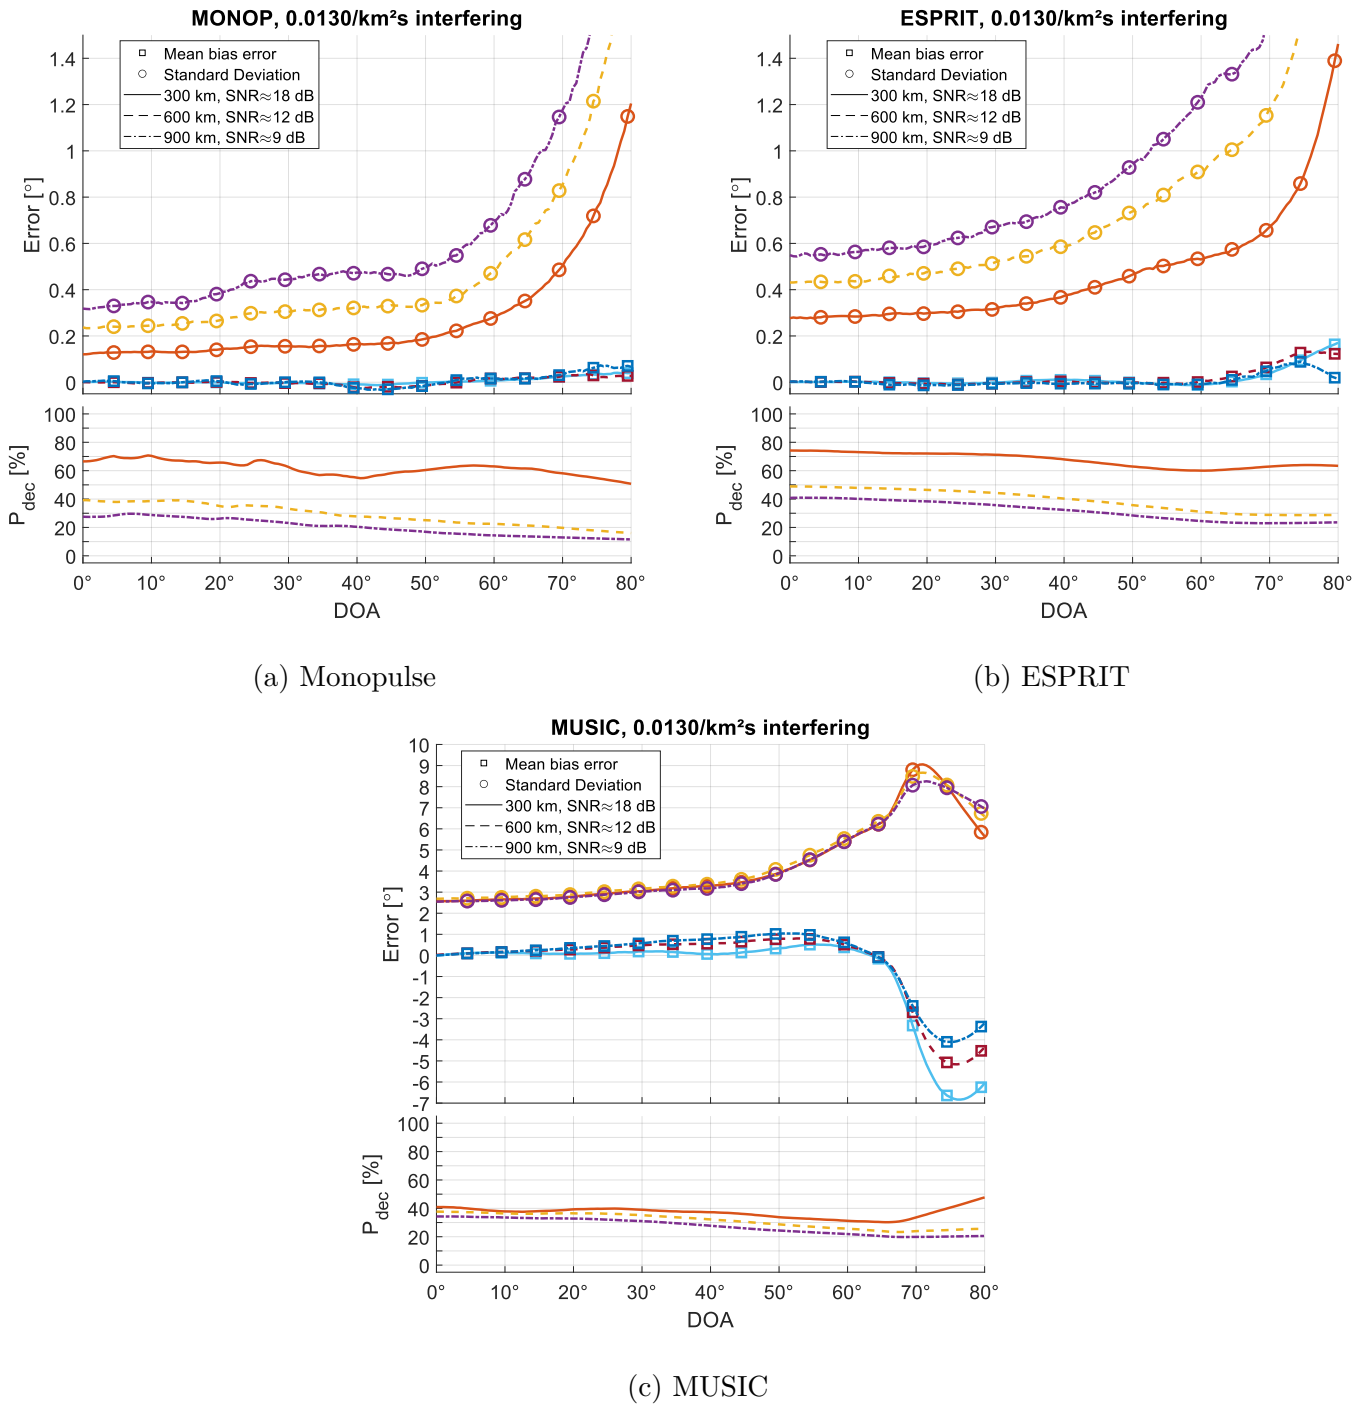 MONOP, 0.0130/km²s interfering
Mean bias error
Standard Deviation
300 km, SNR≈18 dB
600 km, SNR≈12 dB
900 km, SNR≈9 dB
1.4
1.2
1
0.8
0.6
0.4
0.2
0
Error [°]
100
80
60
40
20
0
P_dec [%]
0° 10° 20° 30° 40° 50° 60° 70° 80°
DOA
(a) Monopulse
ESPRIT, 0.0130/km²s interfering
Mean bias error
Standard Deviation
300 km, SNR≈18 dB
600 km, SNR≈12 dB
900 km, SNR≈9 dB
1.4
1.2
1
0.8
0.6
0.4
0.2
0
Error [°]
100
80
60
40
20
0
P_dec [%]
0° 10° 20° 30° 40° 50° 60° 70° 80°
DOA
(b) ESPRIT
MUSIC, 0.0130/km²s interfering
Mean bias error
Standard Deviation
300 km, SNR≈18 dB
600 km, SNR≈12 dB
900 km, SNR≈9 dB
10
9
8
7
6
5
4
3
2
1
0
-1
-2
-3
-4
-5
-6
-7
Error [°]
100
80
60
40
20
0
P_dec [%]
0° 10° 20° 30° 40° 50° 60° 70° 80°
DOA
(c) MUSIC